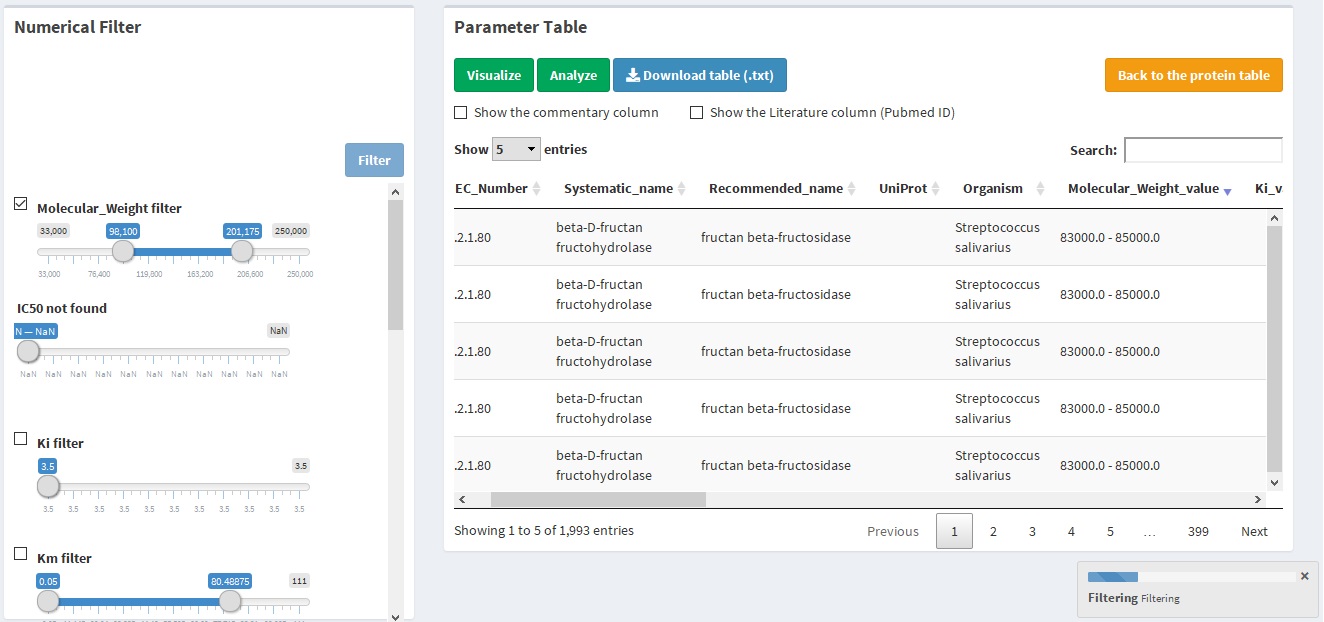 Numerical Filter
Filter
Molecular_Weight filter
33,000 98,100 201,175 250,000
33,000 76,400 119,800 163,200 206,600 250,000
IC50 not found
N — NaN NaN
NaN NaN NaN NaN NaN NaN NaN NaN NaN NaN NaN
Ki filter
3.5 3.5
3.5 3.5 3.5 3.5 3.5 3.5 3.5 3.5 3.5 3.5 3.5
Km filter
0.05 80.48875 111
Parameter Table
Visualize Analyze Download table (.txt) Back to the protein table
Show the commentary column Show the Literature column (Pubmed ID)
Show 5 entries Search:
EC_Number Systematic_name Recommended_name UniProt Organism Molecular_Weight_value Ki_v
.2.1.80 beta-D-fructan fructan beta-fructosidase Streptococcus 83000.0 - 85000.0
fructohydrolase salivarius
.2.1.80 beta-D-fructan fructan beta-fructosidase Streptococcus 83000.0 - 85000.0
fructohydrolase salivarius
.2.1.80 beta-D-fructan fructan beta-fructosidase Streptococcus 83000.0 - 85000.0
fructohydrolase salivarius
.2.1.80 beta-D-fructan fructan beta-fructosidase Streptococcus 83000.0 - 85000.0
fructohydrolase salivarius
.2.1.80 beta-D-fructan fructan beta-fructosidase Streptococcus 83000.0 - 85000.0
fructohydrolase salivarius
Showing 1 to 5 of 1,993 entries Previous 1 2 3 4 5 … 399 Next
Filtering Filtering